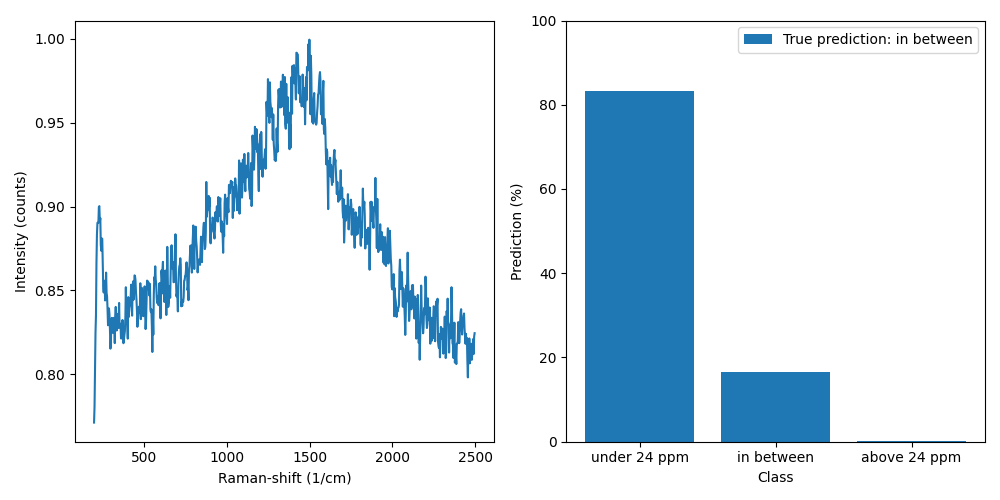 1.00
0.95
0.90
0.85
0.80
Intensity (counts)
500
1000
1500
2000
2500
Raman-shift (1/cm)
100
80
60
40
20
0
Prediction (%)
True prediction: in between
under 24 ppm
in between
above 24 ppm
Class